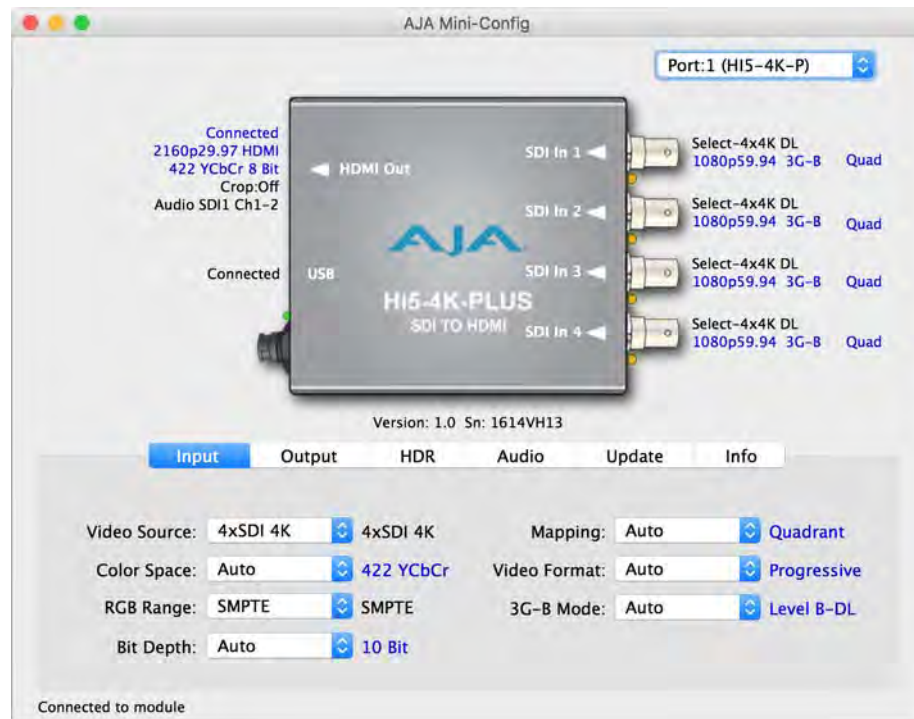 AJA Mini-Config
Port:1 (HI5-4K-P)
Connected
2160p29.97 HDMI
422 YCbCr 8 Bit
Crop:Off
Audio SDI1 Ch1-2
Connected
HDMI Out
USB
AJA
HI5-4K-PLUS
SDI TO HDMI
SDI In 1
SDI In 2
SDI In 3
SDI In 4
Select-4x4K DL
1080p59.94 3G-B Quad
Select-4x4K DL
1080p59.94 3G-B Quad
Select-4x4K DL
1080p59.94 3G-B Quad
Select-4x4K DL
1080p59.94 3G-B Quad
Version: 1.0 Sn: 1614VH13
Input Output HDR Audio Update Info
Video Source: 4xSDI 4K 4xSDI 4K
Color Space: Auto 422 YCbCr
RGB Range: SMPTE SMPTE
Bit Depth: Auto 10 Bit
Mapping: Auto Quadrant
Video Format: Auto Progressive
3G-B Mode: Auto Level B-DL
Connected to module